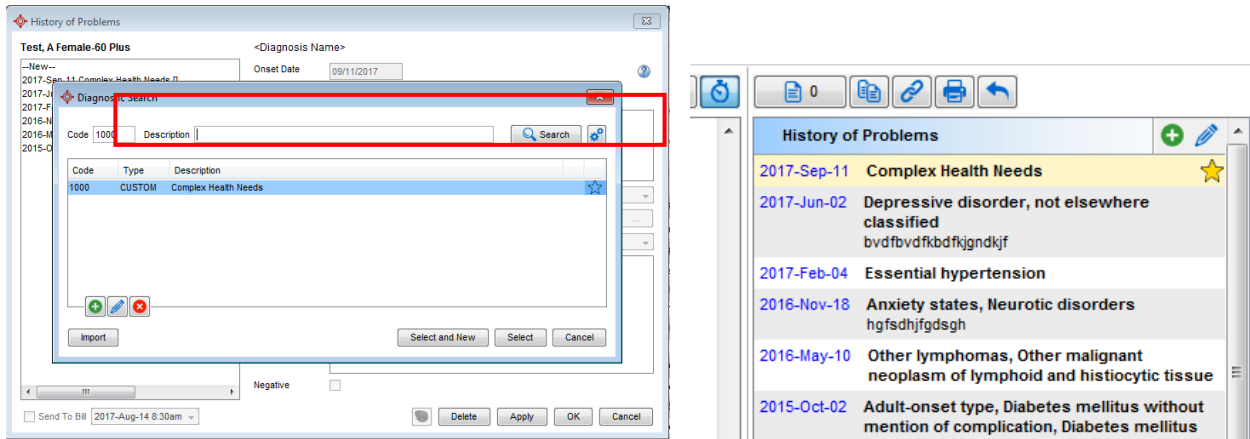 History of Problems
Test, A Female-60 Plus
<Diagnosis Name>
--New--
2017-Sep-11 Complex Health Needs []
Onset Date 09/11/2017
Diagnostic Search
Code 1000 Description Search
Code Type Description
1000 CUSTOM Complex Health Needs
Import Select and New Select Cancel
Negative
Send To Bill 2017-Aug-14 8:30am Delete Apply OK Cancel
0
History of Problems
2017-Sep-11 Complex Health Needs
2017-Jun-02 Depressive disorder, not elsewhere
classified
bvdfbvdfkbdfkjgndkjf
2017-Feb-04 Essential hypertension
2016-Nov-18 Anxiety states, Neurotic disorders
hgfsdhjfgdsgh
2016-May-10 Other lymphomas, Other malignant
neoplasm of lymphoid and histiocytic tissue
2015-Oct-02 Adult-onset type, Diabetes mellitus without
mention of complication, Diabetes mellitus